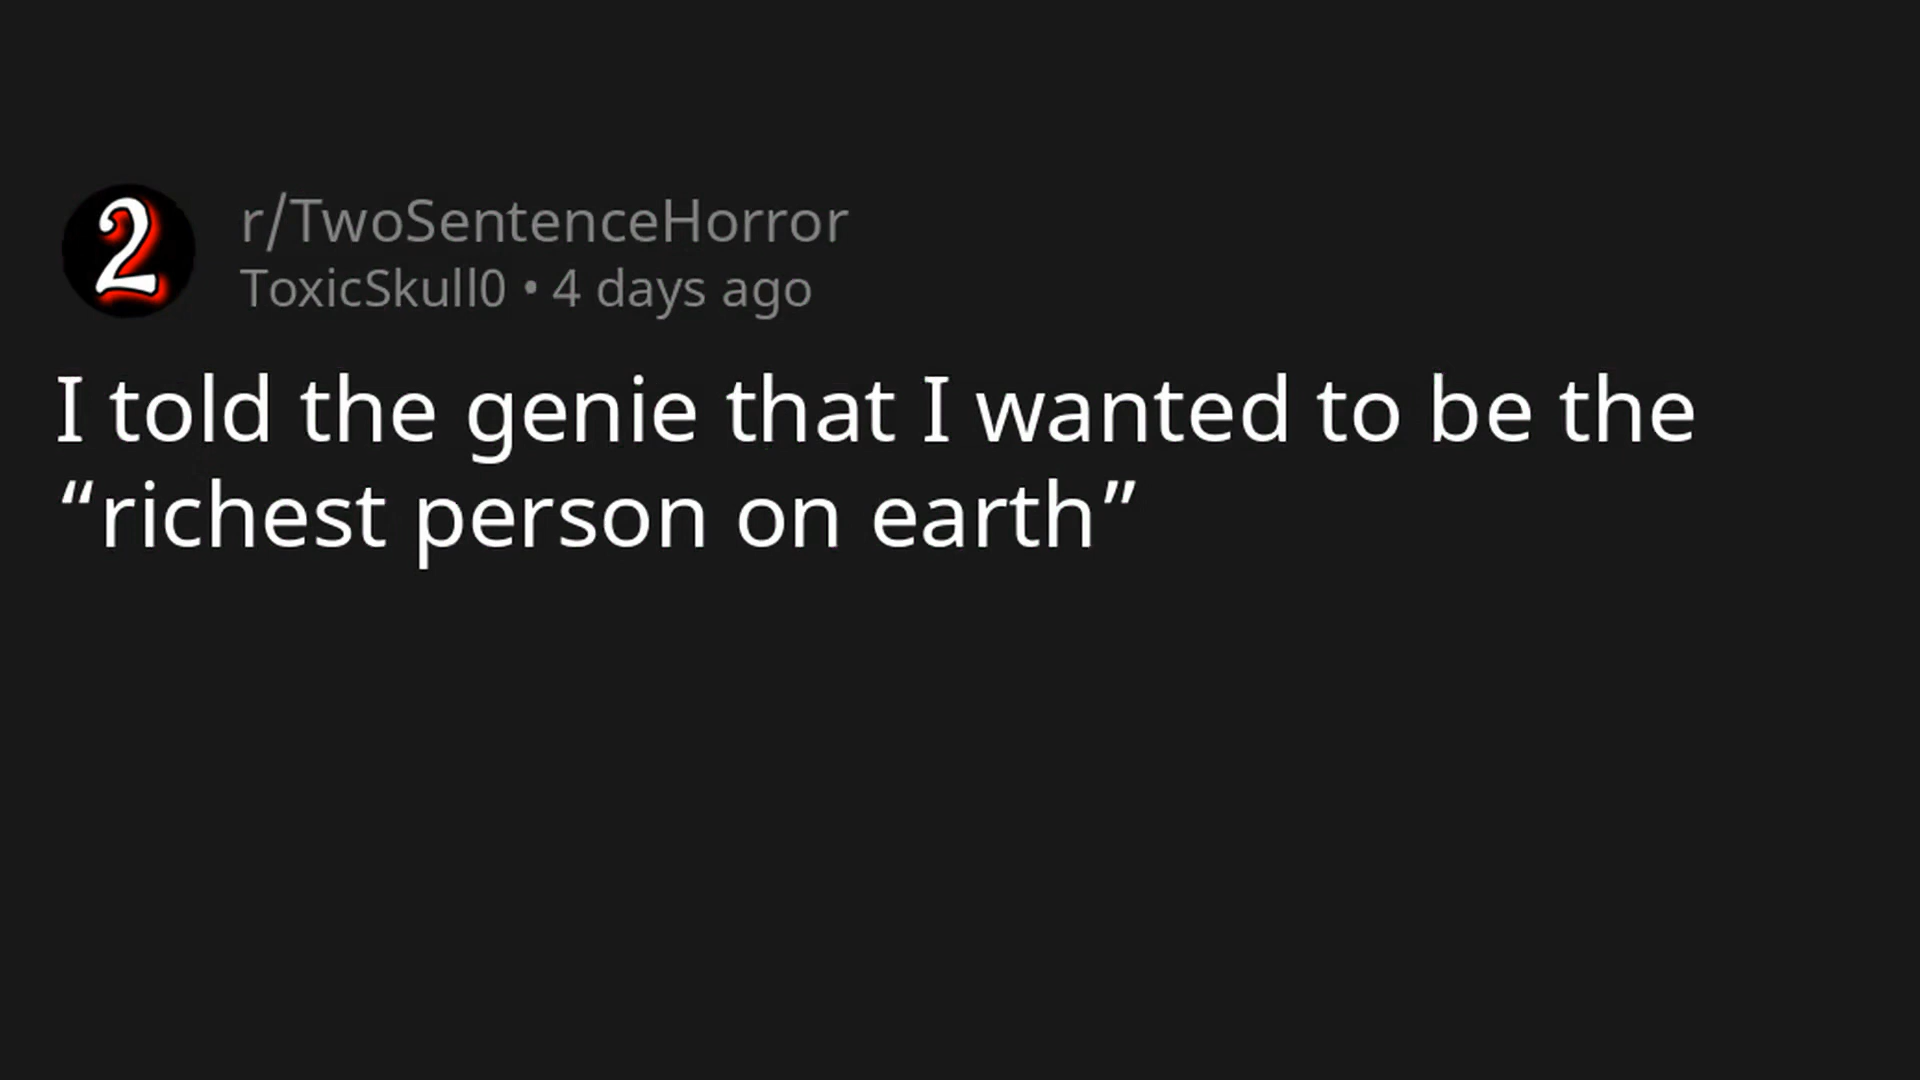 2
r/TwoSentenceHorror
ToxicSkull0 • 4 days ago
I told the genie that I wanted to be the
“richest person on earth”